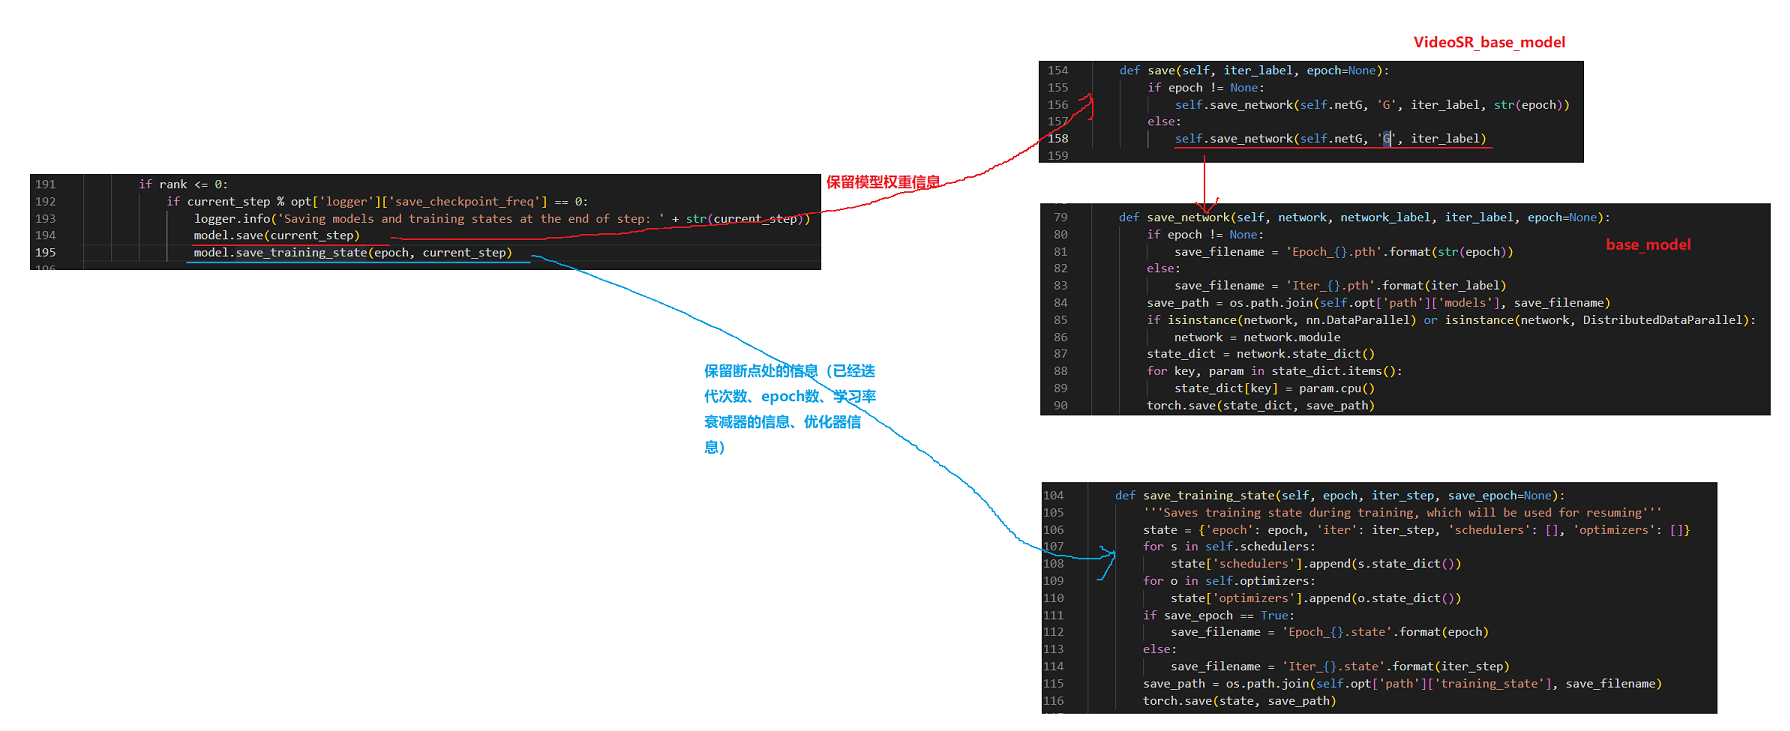 VideoSR_base_model
154 def save(self, iter_label, epoch=None):
155 if epoch != None:
156 self.save_network(self.netG, 'G', iter_label, str(epoch))
157 else:
158 self.save_network(self.netG, 'G', iter_label)
159
191 if rank <= 0:
192 if current_step % opt['logger']['save_checkpoint_freq'] == 0:
193 logger.info('Saving models and training states at the end of step: ' + str(current_step))
194 model.save(current_step)
195 model.save_training_state(epoch, current_step)
196
保留模型权重信息
79 def save_network(self, network, network_label, iter_label, epoch=None):
80 if epoch != None:
81 save_filename = 'Epoch_{}.pth'.format(str(epoch))
82 else:
83 save_filename = 'Iter_{}.pth'.format(iter_label)
84 save_path = os.path.join(self.opt['path']['models'], save_filename)
85 if isinstance(network, nn.DataParallel) or isinstance(network, DistributedDataParallel):
86 network = network.module
87 state_dict = network.state_dict()
88 for key, param in state_dict.items():
89 state_dict[key] = param.cpu()
90 torch.save(state_dict, save_path)
base_model
保留断点处的信息（已经迭
代次数、epoch数、学习率
衰减器的信息、优化器信
息）
104 def save_training_state(self, epoch, iter_step, save_epoch=None):
105 '''Saves training state during training, which will be used for resuming'''
106 state = {'epoch': epoch, 'iter': iter_step, 'schedulers': [], 'optimizers': []}
107 for s in self.schedulers:
108 state['schedulers'].append(s.state_dict())
109 for o in self.optimizers:
110 state['optimizers'].append(o.state_dict())
111 if save_epoch == True:
112 save_filename = 'Epoch_{}.state'.format(epoch)
113 else:
114 save_filename = 'Iter_{}.state'.format(iter_step)
115 save_path = os.path.join(self.opt['path']['training_state'], save_filename)
116 torch.save(state, save_path)